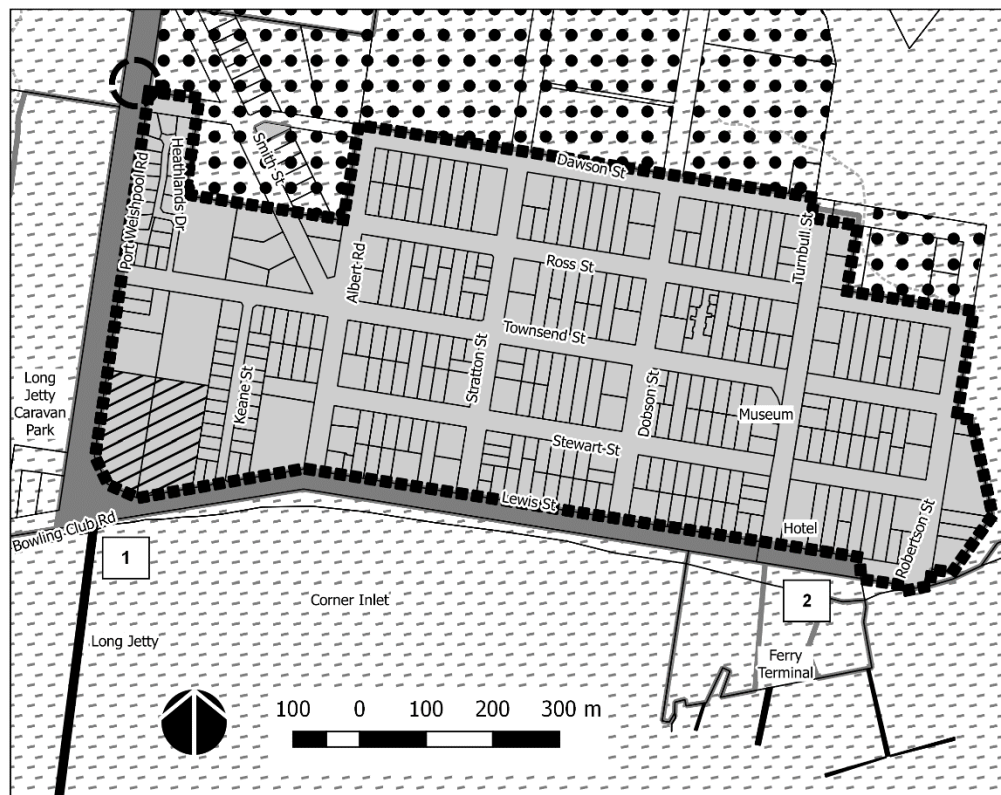 Port Welshpool Rd
Heathlands Dr
Smith St
Dawson St
Albert Rd
Ross St
Turnbull St
Townsend St
Stratton St
Long
Jetty
Caravan
Park
Keane St
Dobson St
Museum
Stewart St
Lewis St
Hotel
Robertson St
Bowling Club Rd
1
2
Corner Inlet
Long Jetty
Ferry
Terminal
100 0 100 200 300 m